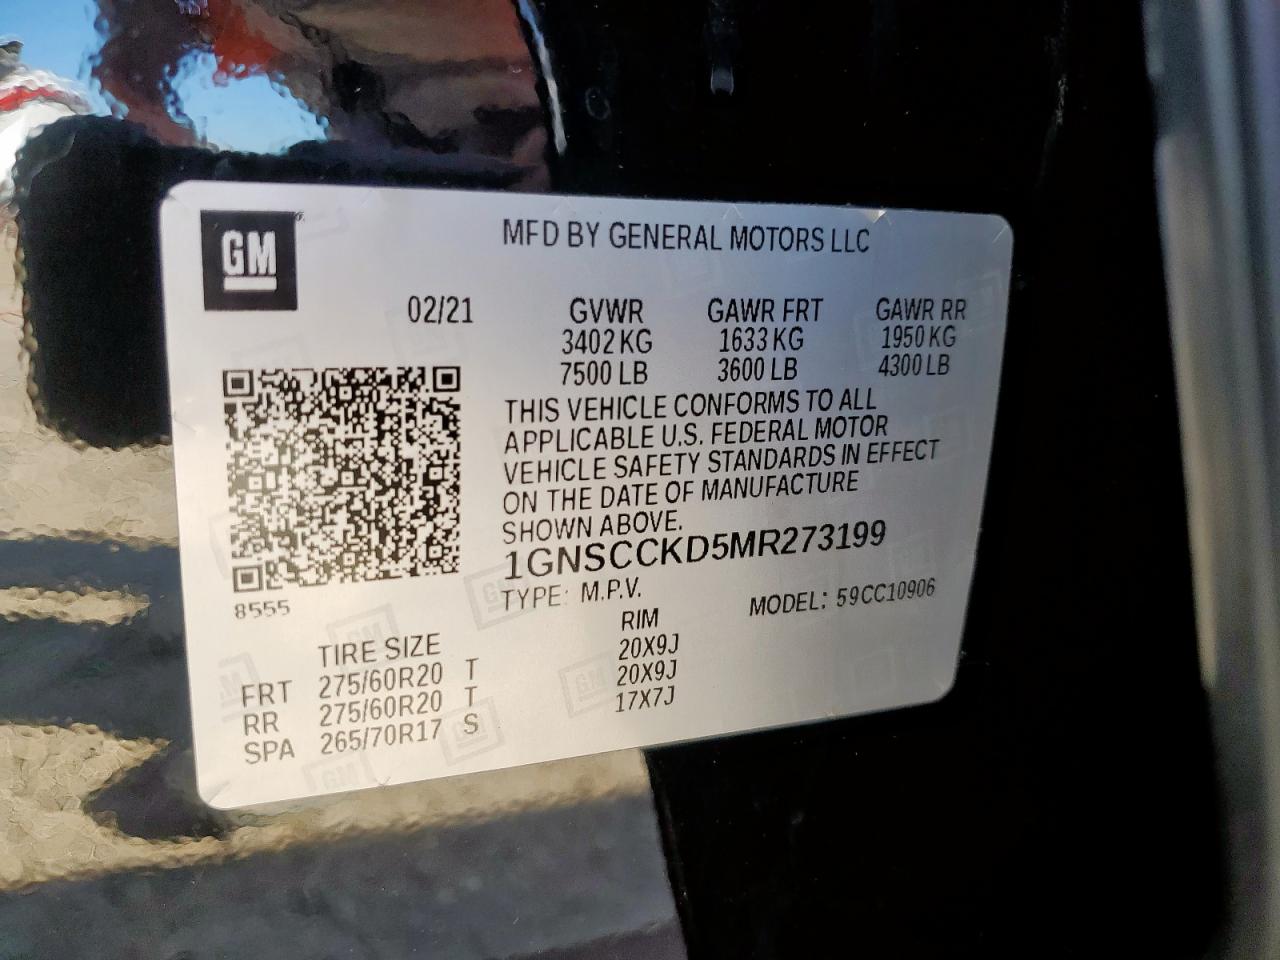 GM
MFD BY GENERAL MOTORS LLC
02/21 GVWR GAWR FRT GAWR RR
3402 KG 1633 KG 1950 KG
7500 LB 3600 LB 4300 LB
THIS VEHICLE CONFORMS TO ALL
APPLICABLE U.S. FEDERAL MOTOR
VEHICLE SAFETY STANDARDS IN EFFECT
ON THE DATE OF MANUFACTURE
SHOWN ABOVE.
1GNSCCKD5MR273199
8555
TYPE: M.P.V. MODEL: 59CC10906
TIRE SIZE RIM
FRT 275/60R20 T 20X9J
RR 275/60R20 T 20X9J
SPA 265/70R17 S 17X7J